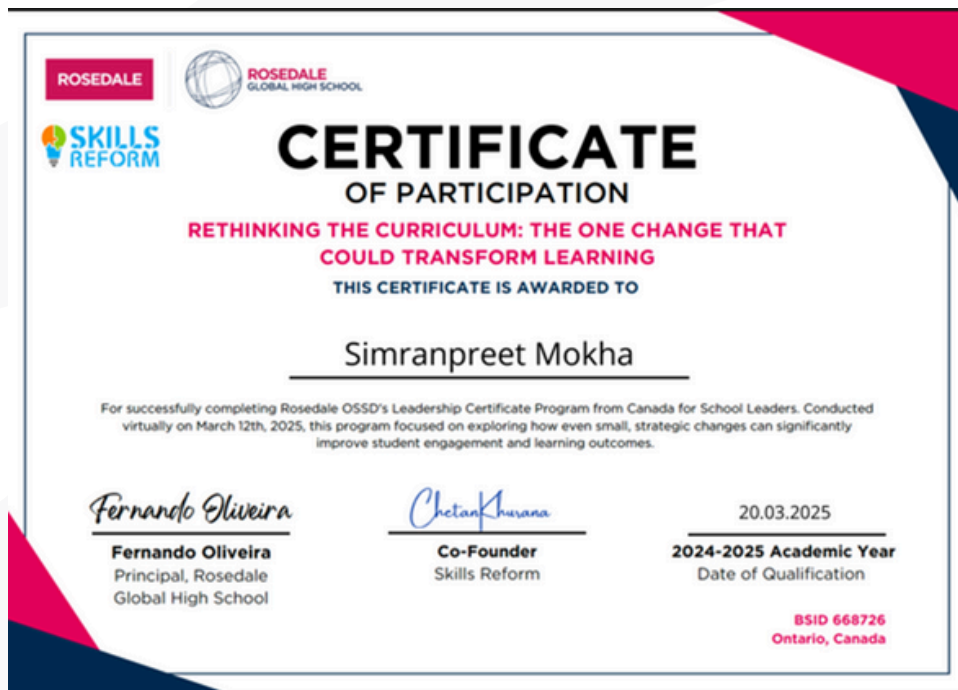 ROSEDALE
ROSEDALE
GLOBAL HIGH SCHOOL
SKILLS
REFORM
CERTIFICATE
OF PARTICIPATION
RETHINKING THE CURRICULUM: THE ONE CHANGE THAT
COULD TRANSFORM LEARNING
THIS CERTIFICATE IS AWARDED TO
Simranpreet Mokha
For successfully completing Rosedale OSSD's Leadership Certificate Program from Canada for School Leaders. Conducted
virtually on March 12th, 2025, this program focused on exploring how even small, strategic changes can significantly
improve student engagement and learning outcomes.
Fernando Oliveira
Fernando Oliveira
Principal, Rosedale
Global High School
Chetan Khurana
Co-Founder
Skills Reform
20.03.2025
2024-2025 Academic Year
Date of Qualification
BSID 668726
Ontario, Canada